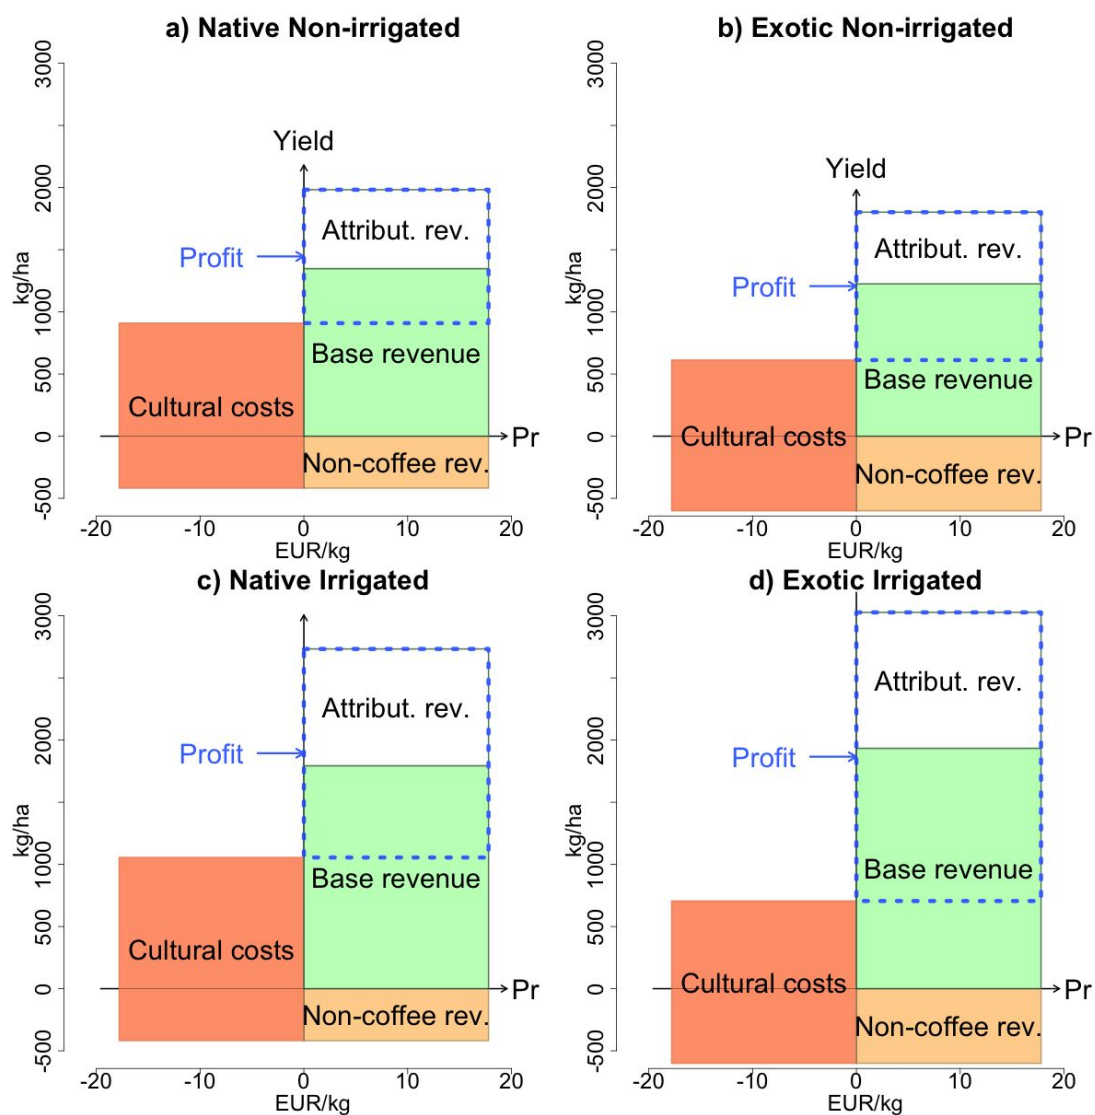 a) Native Non-irrigated
3000
2000
1000
500
0
-500
kg/ha
Yield
Attribut. rev.
Profit
Base revenue
Cultural costs
Pr
Non-coffee rev.
-20
-10
0
10
20
EUR/kg
b) Exotic Non-irrigated
3000
2000
1000
500
0
-500
kg/ha
Yield
Attribut. rev.
Profit
Base revenue
Cultural costs
Pr
Non-coffee rev.
-20
-10
0
10
20
EUR/kg
c) Native Irrigated
3000
2000
1000
500
0
-500
kg/ha
Attribut. rev.
Profit
Base revenue
Cultural costs
Pr
Non-coffee rev.
-20
-10
0
10
20
EUR/kg
d) Exotic Irrigated
3000
2000
1000
500
0
-500
kg/ha
Attribut. rev.
Profit
Base revenue
Cultural costs
Pr
Non-coffee rev.
-20
-10
0
10
20
EUR/kg